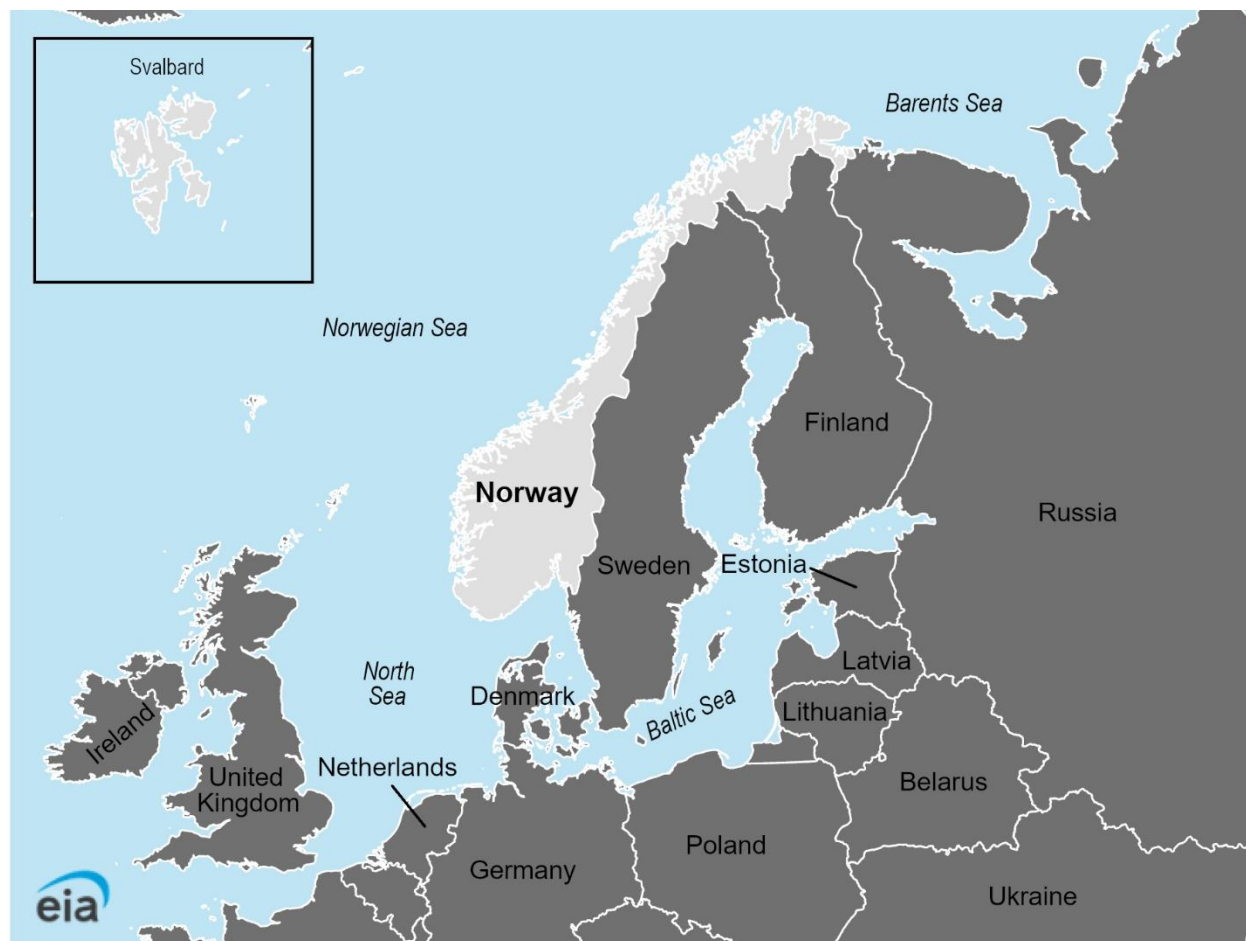 Svalbard
Barents Sea
Norwegian Sea
Finland
Norway
Russia
Sweden
Estonia
North
Sea
Latvia
Denmark
Baltic Sea
Lithuania
Ireland
Netherlands
United
Kingdom
Belarus
Poland
Germany
Ukraine
eia